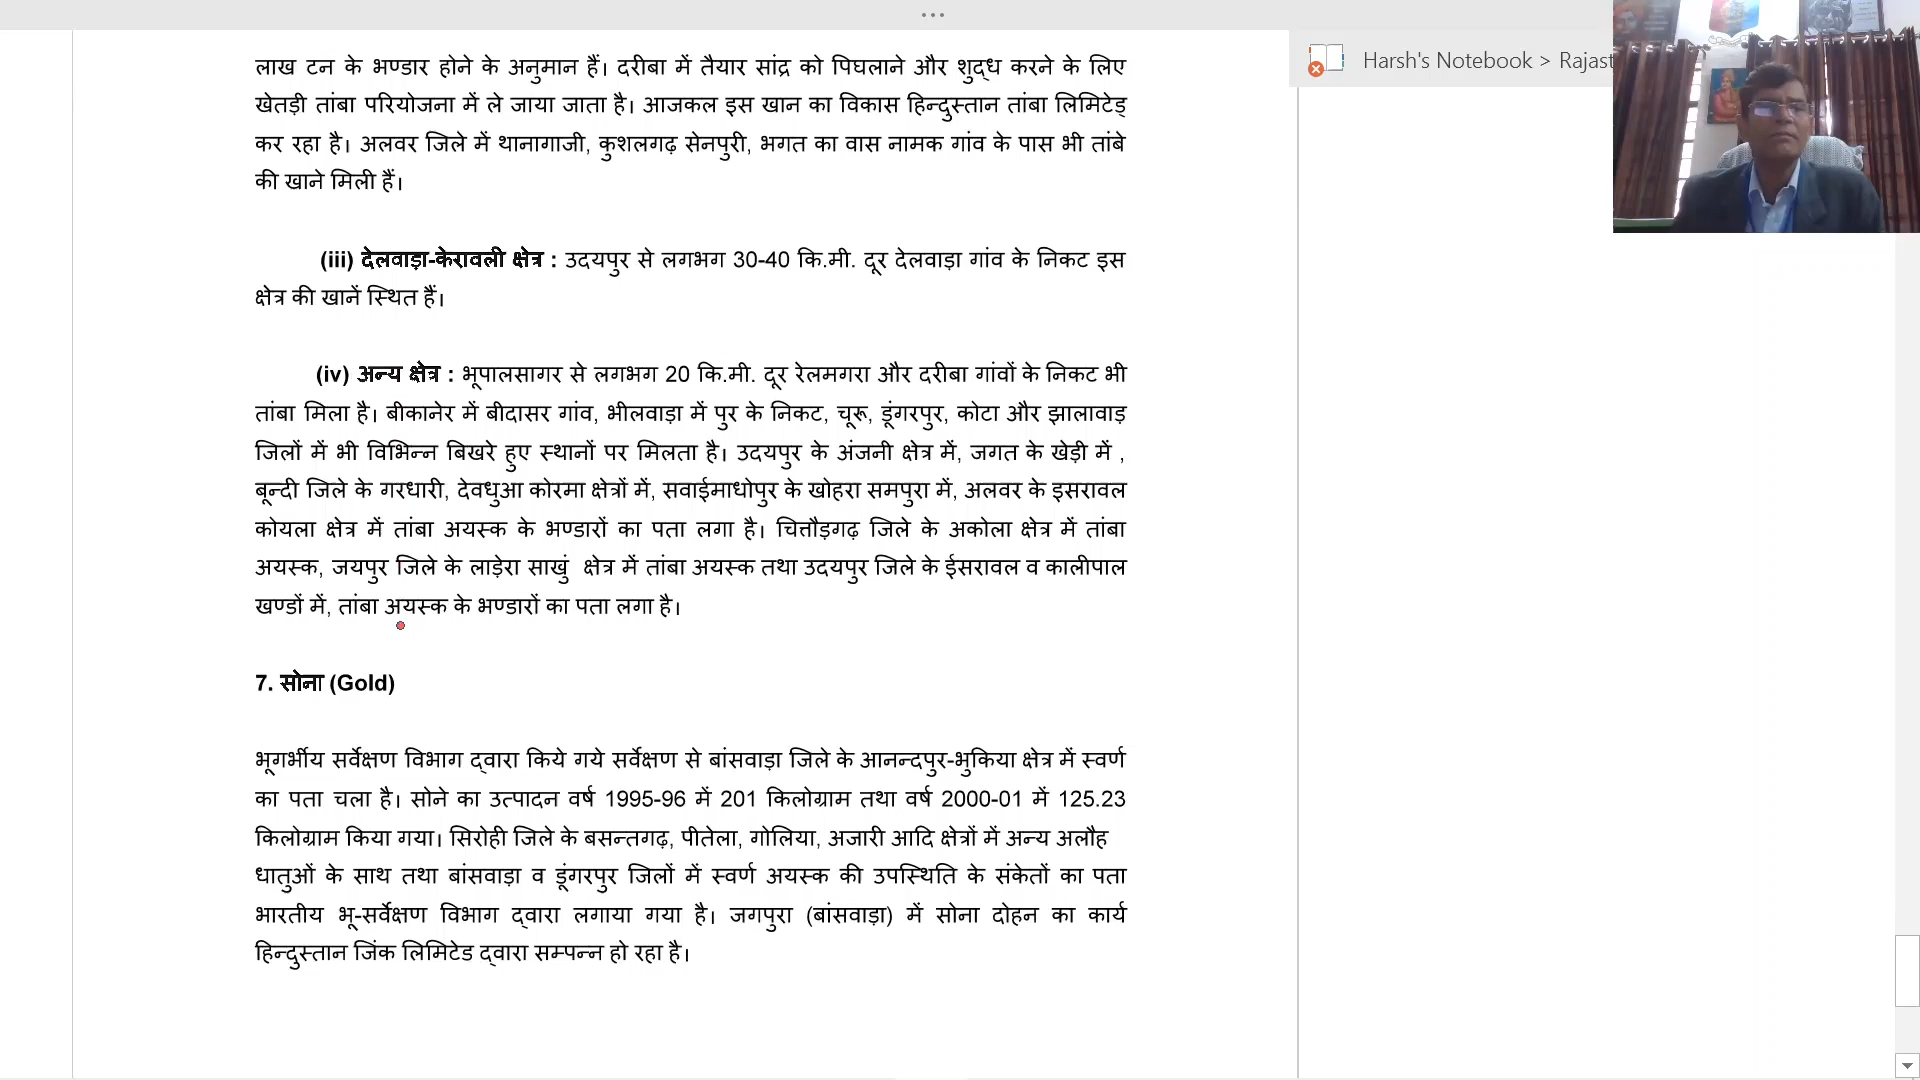 Harsh's Notebook > Rajast
लाख टन के भण्डार होने के अनुमान हैं। दरीबा में तैयार सांद्र को पिघलाने और शुद्ध करने के लिए
खेतड़ी तांबा परियोजना में ले जाया जाता है। आजकल इस खान का विकास हिन्दुस्तान तांबा लिमिटेड्
कर रहा है। अलवर जिले में थानागाजी, कुशलगढ़ सेनपुरी, भगत का वास नामक गांव के पास भी तांबे
की खाने मिली हैं।
(iii) देलवाड़ा-केरावली क्षेत्र : उदयपुर से लगभग 30-40 कि.मी. दूर देलवाड़ा गांव के निकट इस
क्षेत्र की खानें स्थित हैं।
(iv) अन्य क्षेत्र : भूपालसागर से लगभग 20 कि.मी. दूर रेलमगरा और दरीबा गांवों के निकट भी
तांबा मिला है। बीकानेर में बीदासर गांव, भीलवाड़ा में पुर के निकट, चूरू, डूंगरपुर, कोटा और झालावाड़
जिलों में भी विभिन्न बिखरे हुए स्थानों पर मिलता है। उदयपुर के अंजनी क्षेत्र में, जगत के खेड़ी में ,
बून्दी जिले के गरधारी, देवधुआ कोरमा क्षेत्रों में, सवाईमाधोपुर के खोहरा समपुरा में, अलवर के इसरावल
कोयला क्षेत्र में तांबा अयस्क के भण्डारों का पता लगा है। चित्तौड़गढ़ जिले के अकोला क्षेत्र में तांबा
अयस्क, जयपुर जिले के लाड़ेरा साखुं क्षेत्र में तांबा अयस्क तथा उदयपुर जिले के ईसरावल व कालीपाल
खण्डों में, तांबा अयस्क के भण्डारों का पता लगा है।
7. सोना (Gold)
भूगर्भीय सर्वेक्षण विभाग द्वारा किये गये सर्वेक्षण से बांसवाड़ा जिले के आनन्दपुर-भुकिया क्षेत्र में स्वर्ण
का पता चला है। सोने का उत्पादन वर्ष 1995-96 में 201 किलोग्राम तथा वर्ष 2000-01 में 125.23
किलोग्राम किया गया। सिरोही जिले के बसन्तगढ़, पीतेला, गोलिया, अजारी आदि क्षेत्रों में अन्य अलौह
धातुओं के साथ तथा बांसवाड़ा व डूंगरपुर जिलों में स्वर्ण अयस्क की उपस्थिति के संकेतों का पता
भारतीय भू-सर्वेक्षण विभाग द्वारा लगाया गया है। जगपुरा (बांसवाड़ा) में सोना दोहन का कार्य
हिन्दुस्तान जिंक लिमिटेड द्वारा सम्पन्न हो रहा है।